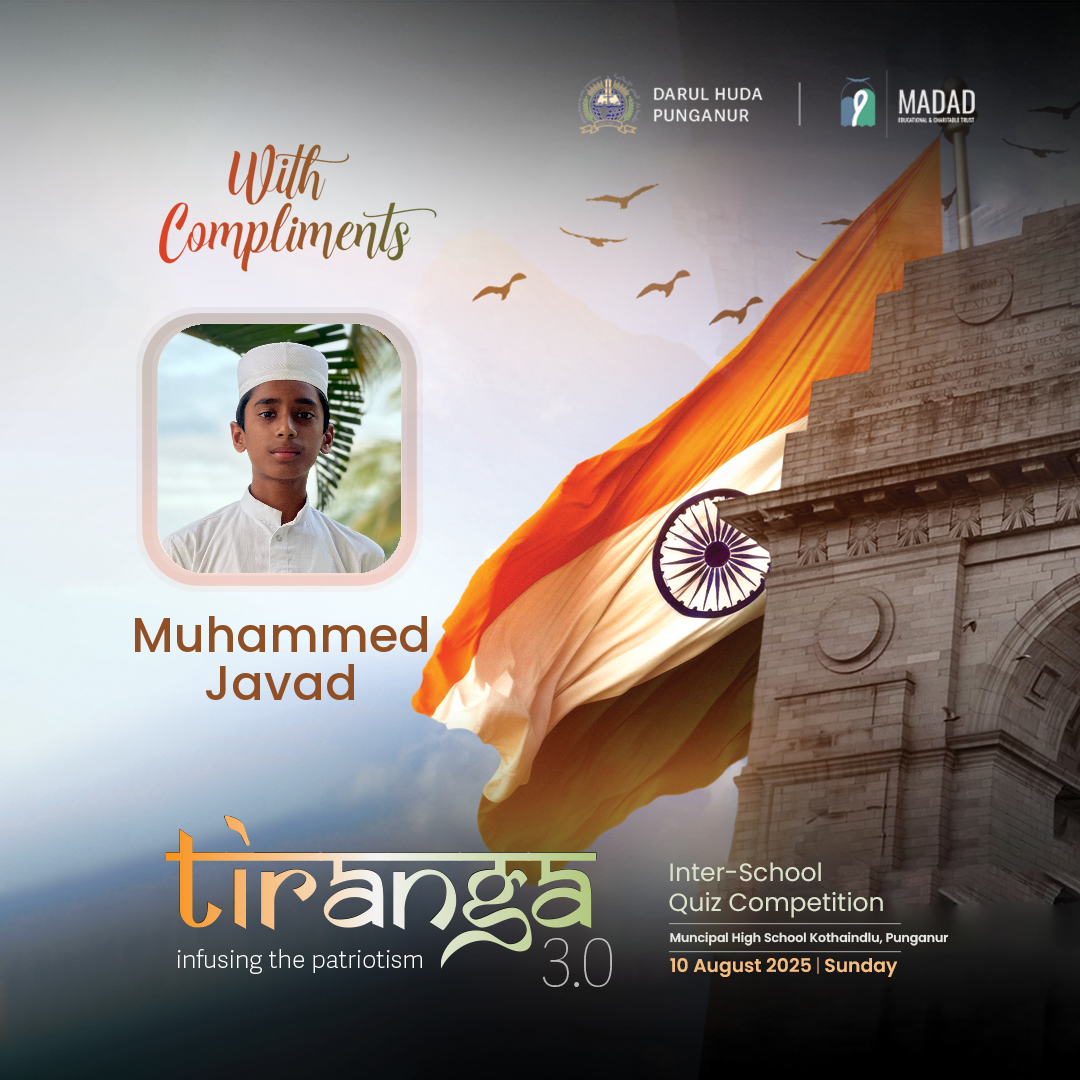 DARUL HUDA
PUNGANUR
MADAD
EDUCATIONAL & CHARITABLE TRUST
With
Compliments
Muhammed
Javad
tiranga
3.0
infusing the patriotism
Inter-School
Quiz Competition
Muncipal High School Kothaindlu, Punganur
10 August 2025 | Sunday